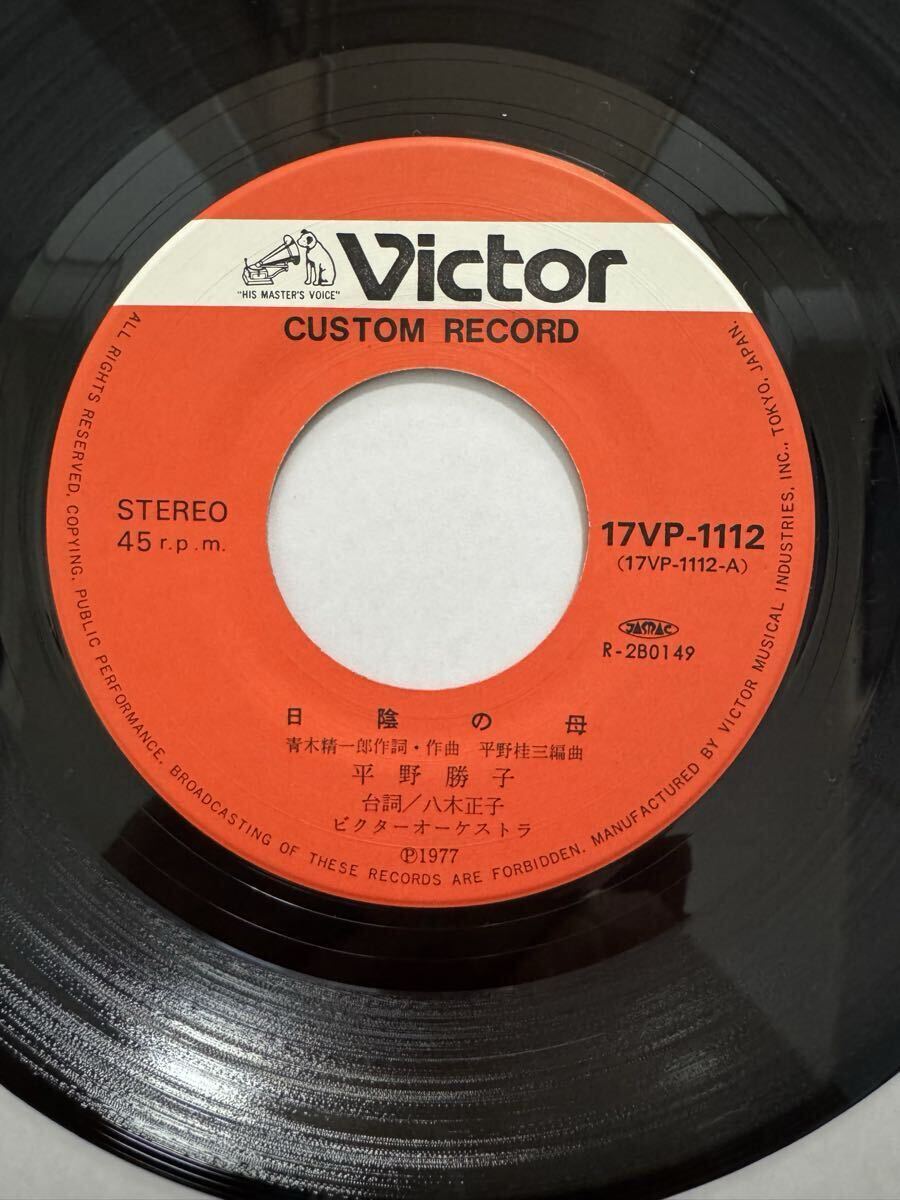 "HIS MASTER'S VOICE"
Victor
CUSTOM RECORD
STEREO
45 r.p.m.
17VP-1112
(17VP-1112-A)
JASRAC
R-2B0149
日陰の母
青木精一郎作詞・作曲 平野桂三編曲
平野勝子
台詞/八木正子
ビクターオーケストラ
Ⓟ1977
ALL RIGHTS RESERVED, COPYING, PUBLIC PERFORMANCE, BROADCASTING OF THESE RECORDS ARE FORBIDDEN. MANUFACTURED BY VICTOR MUSICAL INDUSTRIES, INC., TOKYO, JAPAN.